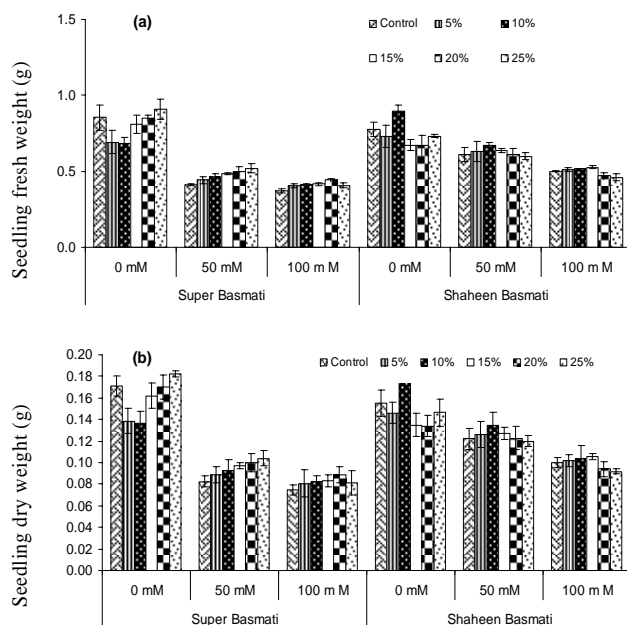 (a)
Control 5% 10%
15% 20% 25%
Seedling fresh weight (g)
1.5
1.0
0.5
0.0
0 mM 50 mM 100 m M 0 mM 50 mM 100 m M
Super Basmati Shaheen Basmati
(b)
Control 5% 10% 15% 20% 25%
Seedling dry weight (g)
0.20
0.18
0.16
0.14
0.12
0.10
0.08
0.06
0.04
0.02
0.00
0 mM 50 mM 100 m M 0 mM 50 mM 100 m M
Super Basmati Shaheen Basmati